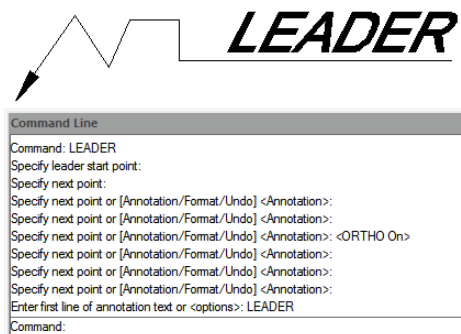 LEADER
Command Line
Command: LEADER
Specify leader start point:
Specify next point:
Specify next point or [Annotation/Format/Undo] <Annotation>:
Specify next point or [Annotation/Format/Undo] <Annotation>:
Specify next point or [Annotation/Format/Undo] <Annotation>: <ORTHO On>
Specify next point or [Annotation/Format/Undo] <Annotation>:
Specify next point or [Annotation/Format/Undo] <Annotation>:
Specify next point or [Annotation/Format/Undo] <Annotation>:
Enter first line of annotation text or <options>: LEADER
Command: